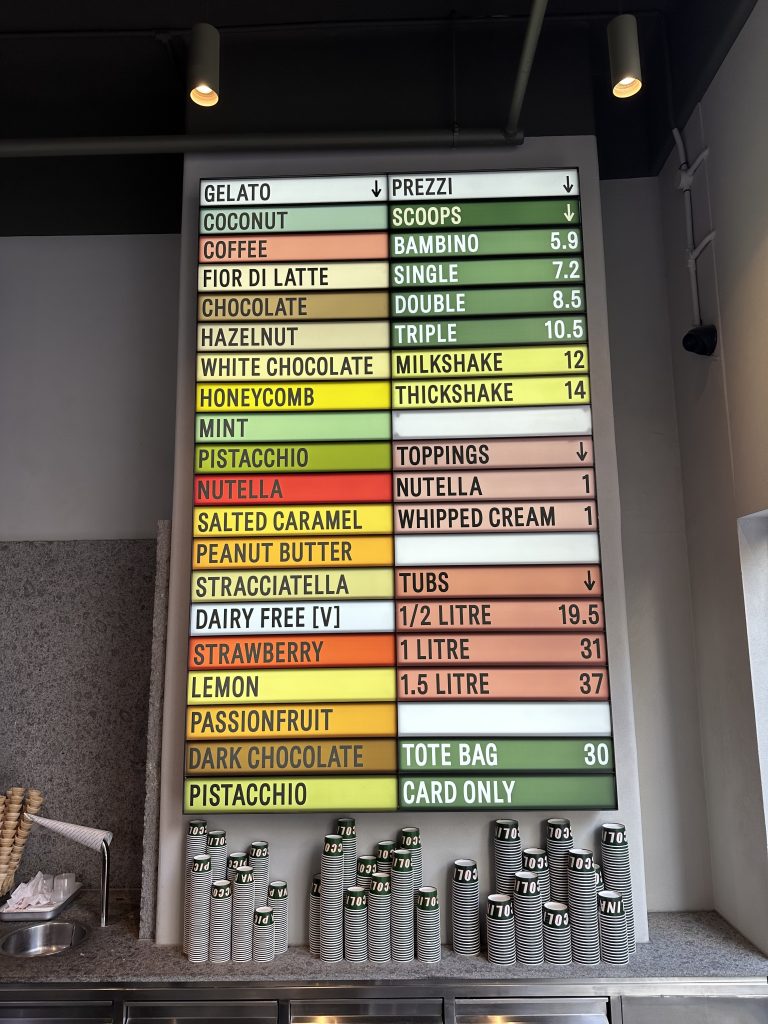 GELATO ↓
COCONUT
COFFEE
FIOR DI LATTE
CHOCOLATE
HAZELNUT
WHITE CHOCOLATE
HONEYCOMB
MINT
PISTACCHIO
NUTELLA
SALTED CARAMEL
PEANUT BUTTER
STRACCIATELLA
DAIRY FREE [V]
STRAWBERRY
LEMON
PASSIONFRUIT
DARK CHOCOLATE
PISTACCHIO
PREZZI ↓
SCOOPS ↓
BAMBINO 5.9
SINGLE 7.2
DOUBLE 8.5
TRIPLE 10.5
MILKSHAKE 12
THICKSHAKE 14
TOPPINGS ↓
NUTELLA 1
WHIPPED CREAM 1
TUBS ↓
1/2 LITRE 19.5
1 LITRE 31
1.5 LITRE 37
TOTE BAG 30
CARD ONLY